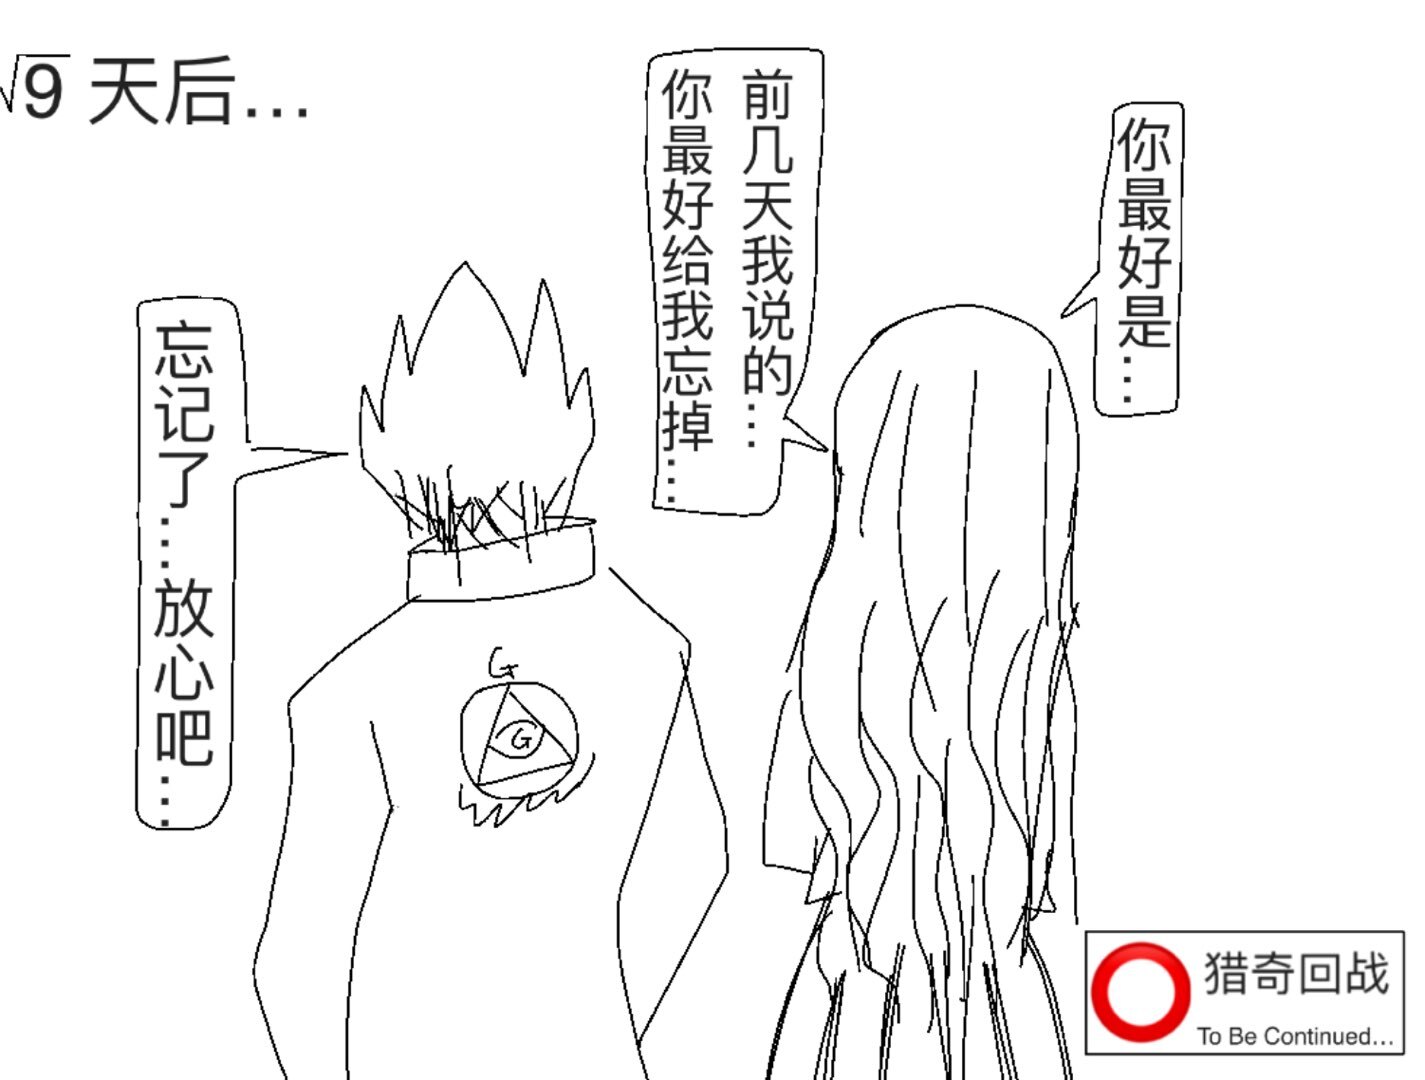 √9 天后…
你最好是…
前几天我说的…
你最好给我忘掉…
忘记了…放心吧…
G
G
猎奇回战
To Be Continued...